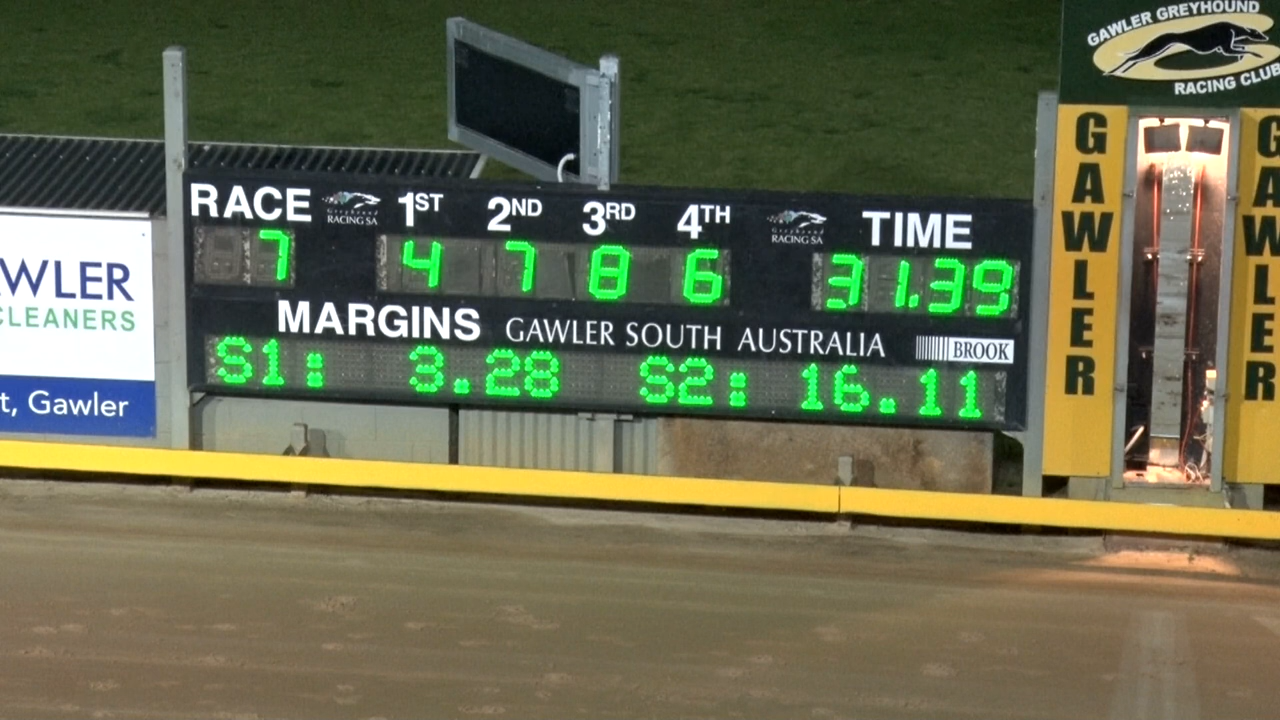 GAWLER GREYHOUND
RACING CLUB
RACE
Greyhound
RACING SA
1ST 2ND 3RD 4TH
Greyhound
RACING SA
TIME
7 4 7 8 6 31.39
MARGINS GAWLER SOUTH AUSTRALIA BROOK
S1: 3.28 S2: 16.11
AWLER
CLEANERS
t, Gawler
GAWLER
GAWLER